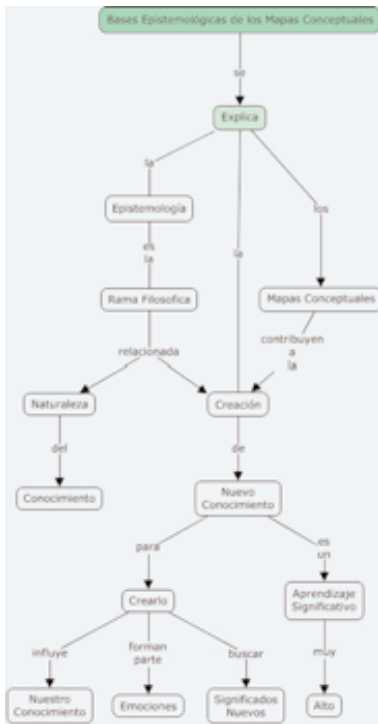 Bases Epistemológicas de los Mapas Conceptuales
se
Explica
la
los
Epistemología
es
la
la
Rama Filosofica
Mapas Conceptuales
relacionada
contribuyen
a
la
Naturaleza
Creación
del
de
Conocimiento
Nuevo
Conocimiento
para
es
un
Crearlo
Aprendizaje
Significativo
influye
forman
parte
buscar
muy
Nuestro
Conocimiento
Emociones
Significados
Nuevos
Alto